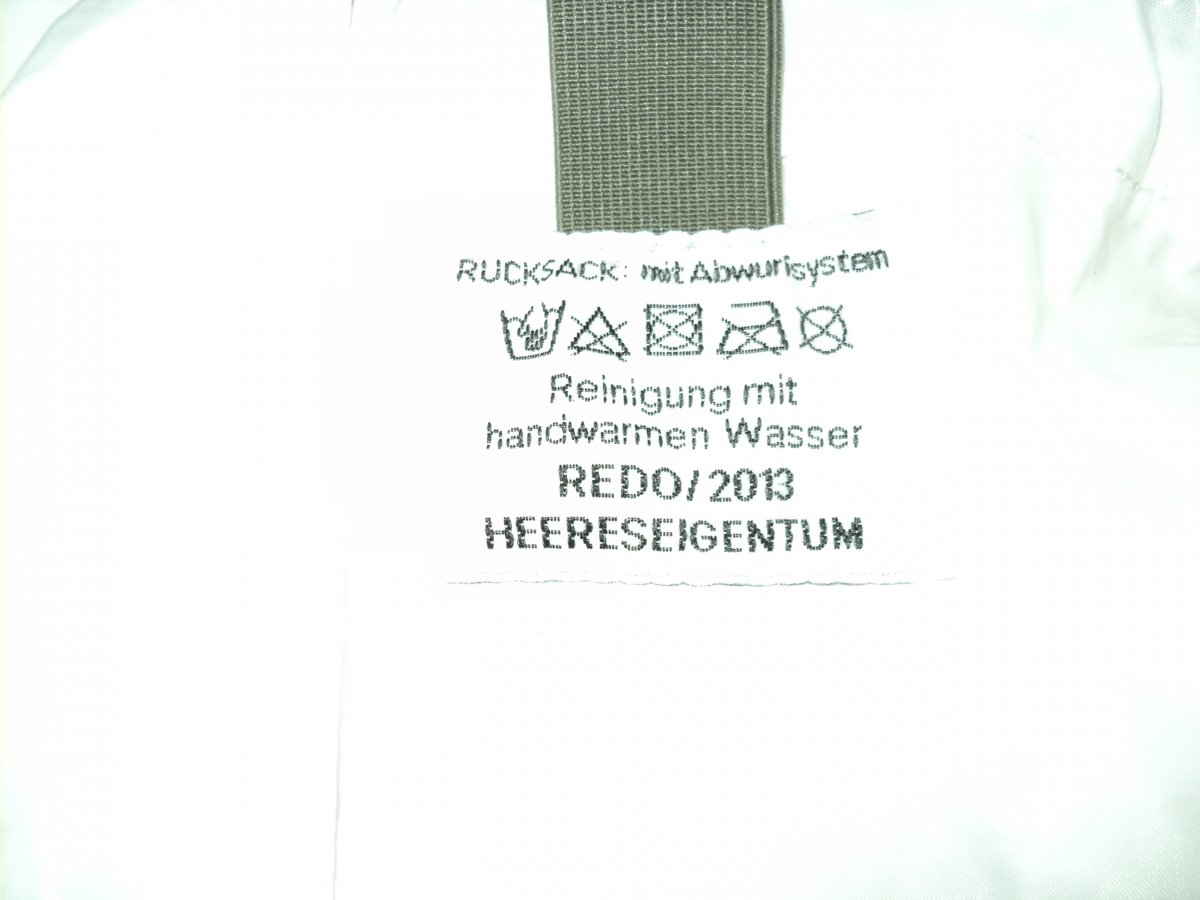 RUCKSACK: mit Abwurfsystem
Reinigung mit
handwarmen Wasser
REDO/2013
HEERESEIGENTUM